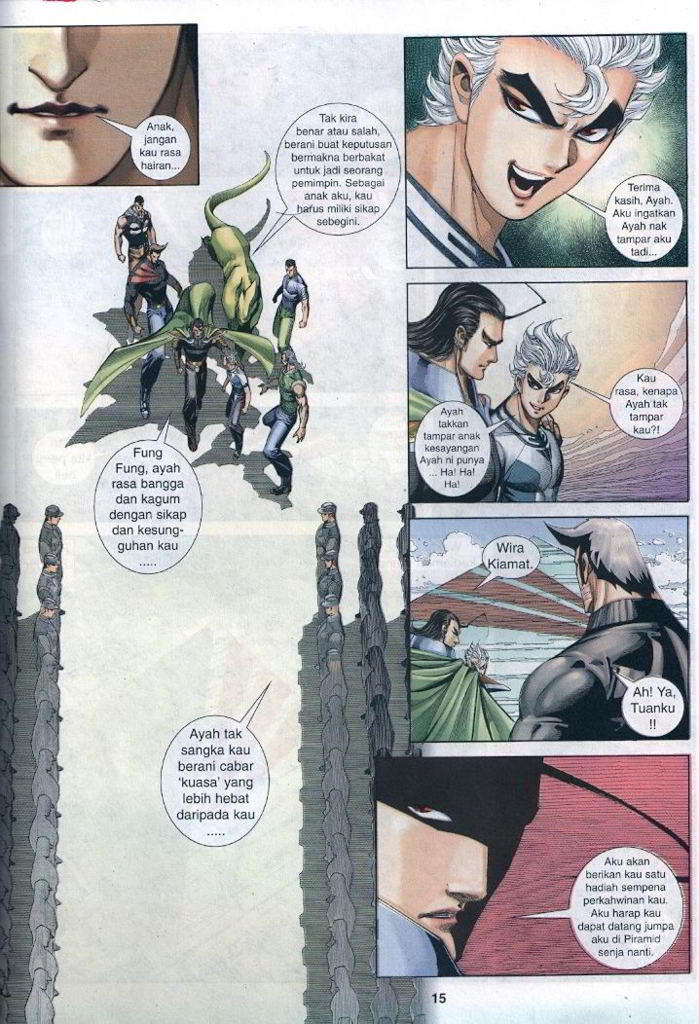 Anak,
jangan
kau rasa
hairan...
Tak kira
benar atau salah,
berani buat keputusan
bermakna berbakat
untuk jadi seorang
pemimpin. Sebagai
anak aku, kau
harus miliki sikap
sebegini.
Fung
Fung, ayah
rasa bangga
dan kagum
dengan sikap
dan kesung-
guhan kau
.....
Ayah tak
sangka kau
berani cabar
‘kuasa’ yang
lebih hebat
daripada kau
.....
Terima
kasih, Ayah.
Aku ingatkan
Ayah nak
tampar aku
tadi...
Kau
rasa, kenapa
Ayah tak
tampar
kau?!
Ayah
takkan
tampar anak
kesayangan
Ayah ni punya
... Ha! Ha!
Ha!
Wira
Kiamat.
Ah! Ya,
Tuanku
!!
Aku akan
berikan kau satu
hadiah sempena
perkahwinan kau.
Aku harap kau
dapat datang jumpa
aku di Piramid
senja nanti.
15